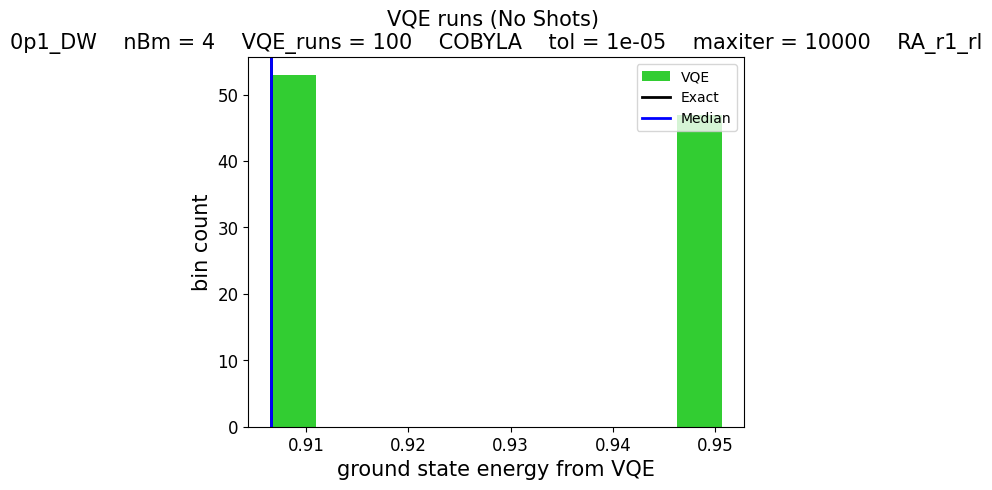 VQE runs (No Shots)
0p1_DW    nBm = 4    VQE_runs = 100    COBYLA    tol = 1e-05    maxiter = 10000    RA_r1_rl
VQE
Exact
Median
50
40
30
20
10
0
bin count
0.91 0.92 0.93 0.94 0.95
ground state energy from VQE